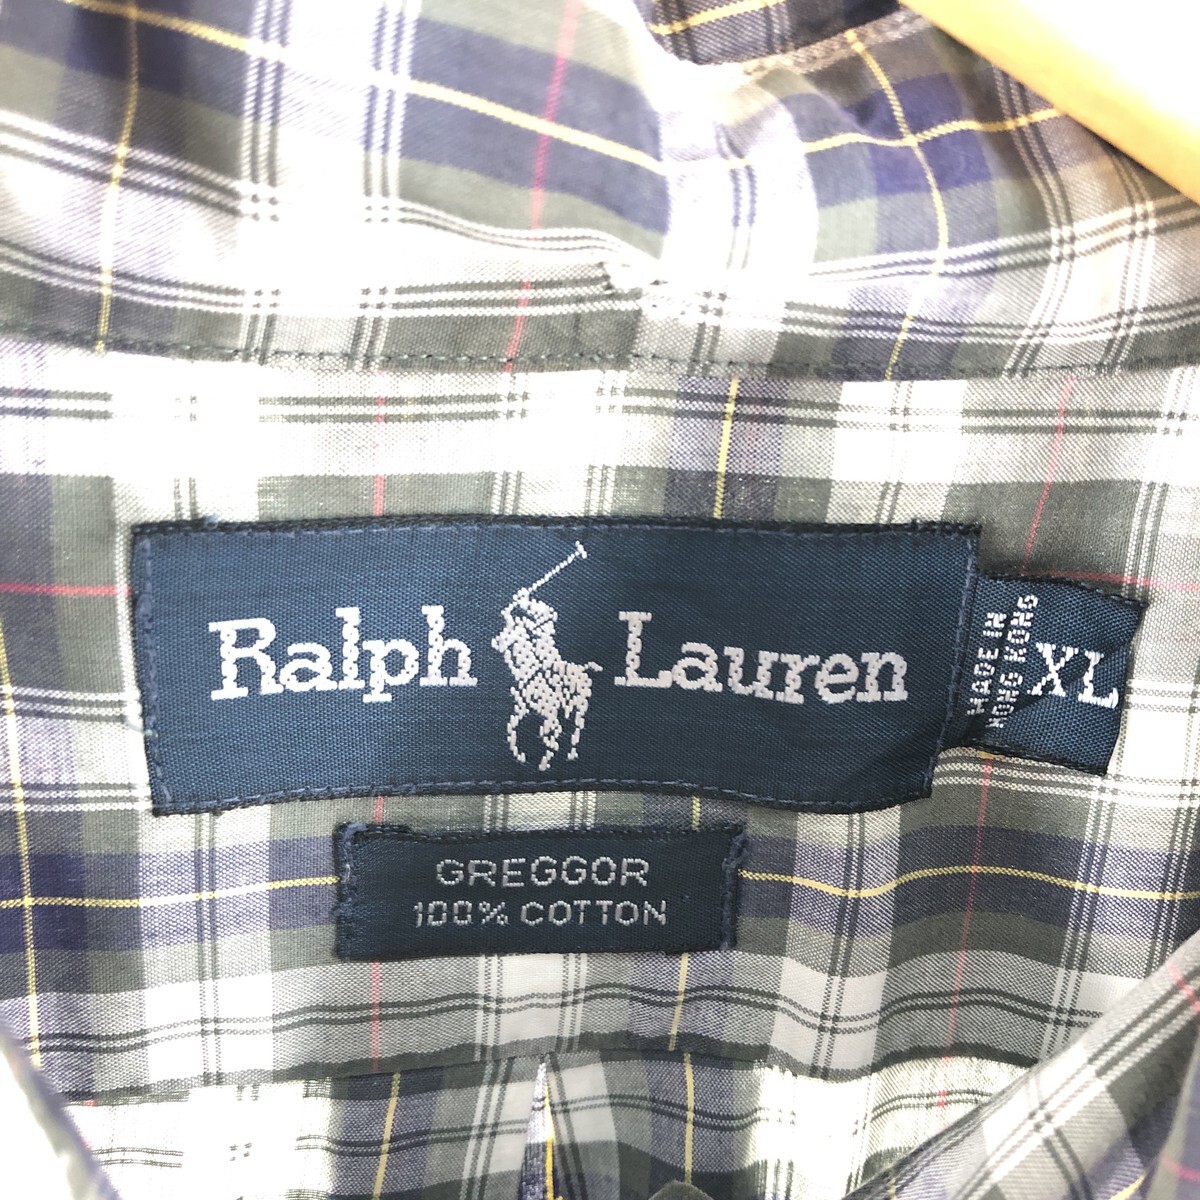 Ralph Lauren
MADE IN
HONG KONG
XL
GREGGOR
100% COTTON